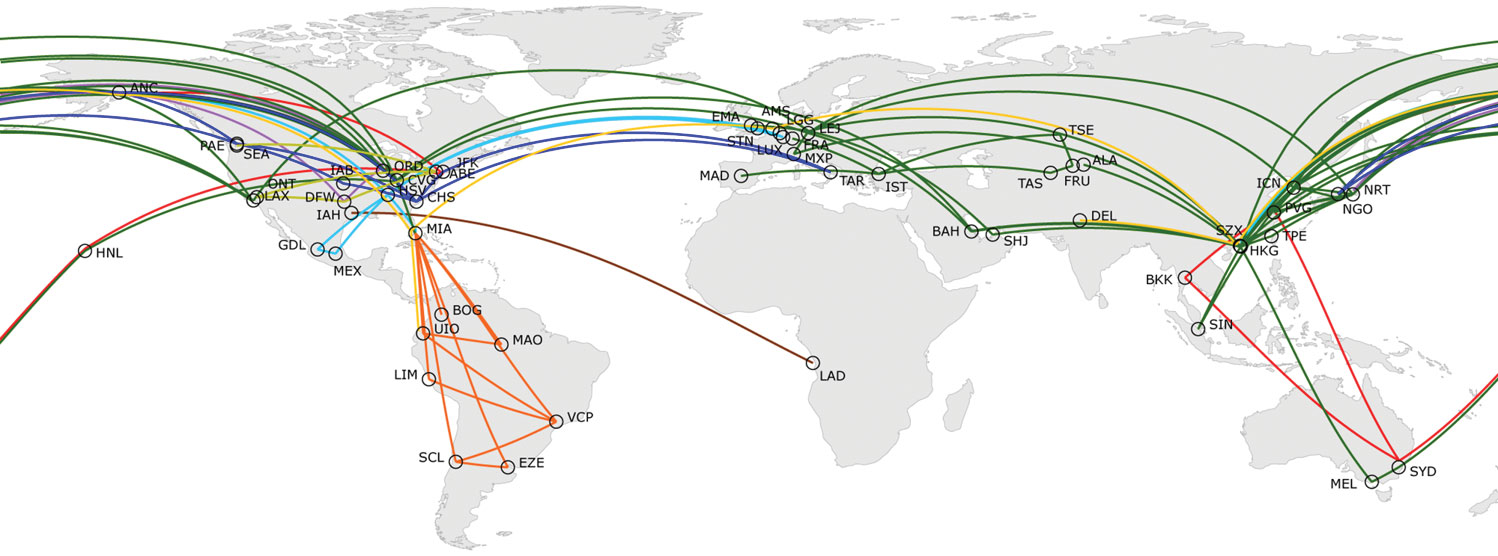 ANC
PAE
SEA
ORD
JFK
ABE
IAB
CVG
ONT
LAX
DFW
HSV
CHS
IAH
MIA
HNL
GDL
MEX
BOG
UIO
MAO
LIM
VCP
SCL
EZE
EMA
AMS
LGG
LEJ
STN
LUX
FRA
MXP
MAD
TAR
IST
TSE
TAS
FRU
ALA
BAH
SHJ
DEL
LAD
ICN
NRT
NGO
PVG
SZX
TPE
HKG
BKK
SIN
MEL
SYD